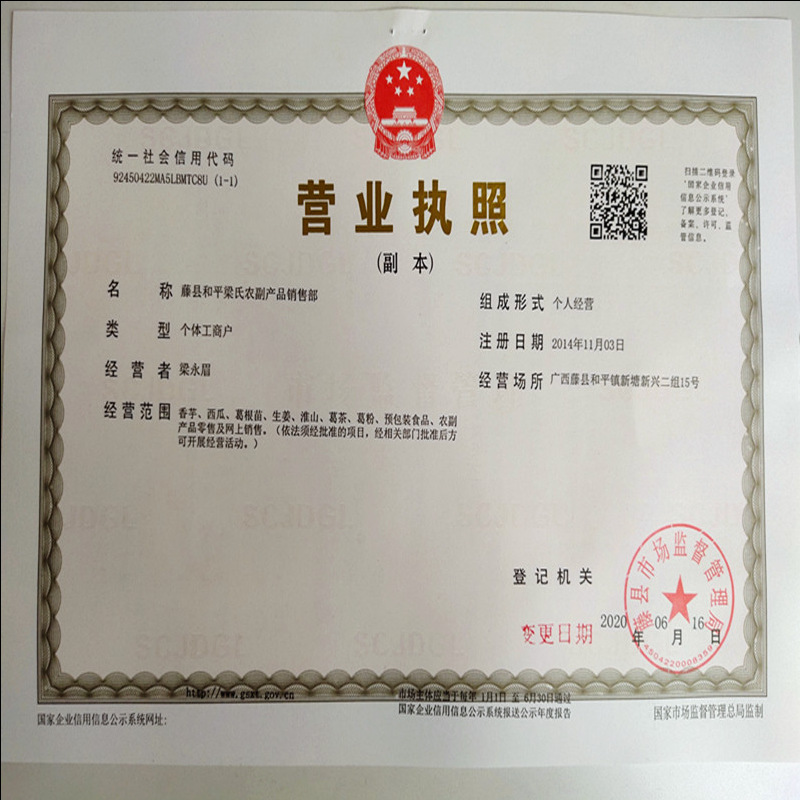 统一社会信用代码
92450422MA5LBMTC8U (1-1)
营业执照
(副 本)
扫描二维码登录
"国家企业信用
信息公示系统"
了解更多登记、
备案、许可、监
管信息。
名 称 藤县和平梁氏农副产品销售部
类 型 个体工商户
经 营 者 梁永眉
经营范围 香芋、西瓜、葛根苗、生姜、淮山、葛茶、葛粉、预包装食品、农副
产品零售及网上销售。（依法须经批准的项目，经相关部门批准后方
可开展经营活动。）
组成形式 个人经营
注册日期 2014年11月03日
经营场所 广西藤县和平镇新塘新兴二组15号
登记机关
藤县市场监督管理局
变更日期 2020年 06月 16日
http://www.gsxt.gov.cn
国家企业信用信息公示系统网址:
市场主体应当于每年 1月1日 至 6月30日通过
国家企业信用信息公示系统报送公示年度报告
国家市场监督管理总局监制
SCJDGL